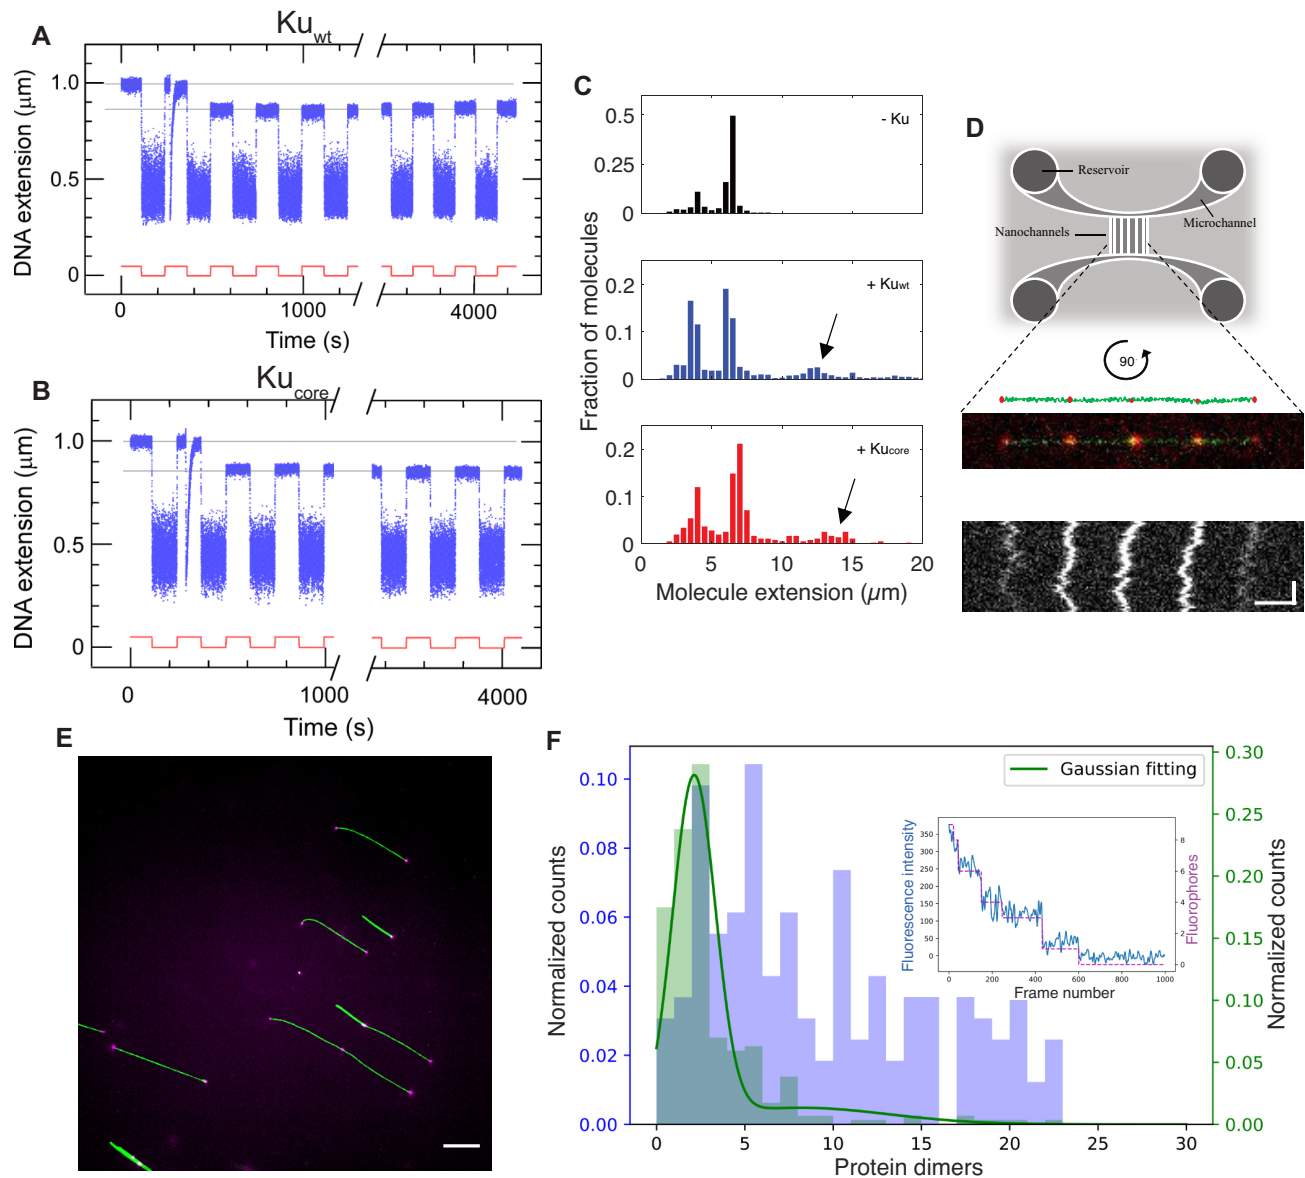 A
Ku wt
DNA extension (μm)
1.0
0.5
0
0
1000
4000
Time (s)
B
Ku core
DNA extension (μm)
1.0
0.5
0
0
1000
4000
Time (s)
C
Fraction of molecules
- Ku
0.5
0.25
0
+ Kuwt
0.2
0.1
0
+ Kucore
0.2
0.1
0
0
5
10
15
20
Molecule extension (µm)
D
Reservoir
Microchannel
Nanochannels
90°
E
F
Normalized counts
0.10
0.08
0.06
0.04
0.02
0.00
Gaussian fitting
0.30
0.25
0.20
0.15
0.10
0.05
0.00
Normalized counts
Fluorescence intensity
350
300
250
200
150
100
50
0
8
6
4
2
0
Fluorophores
0
200
400
600
800
1000
Frame number
0
5
10
15
20
25
30
Protein dimers